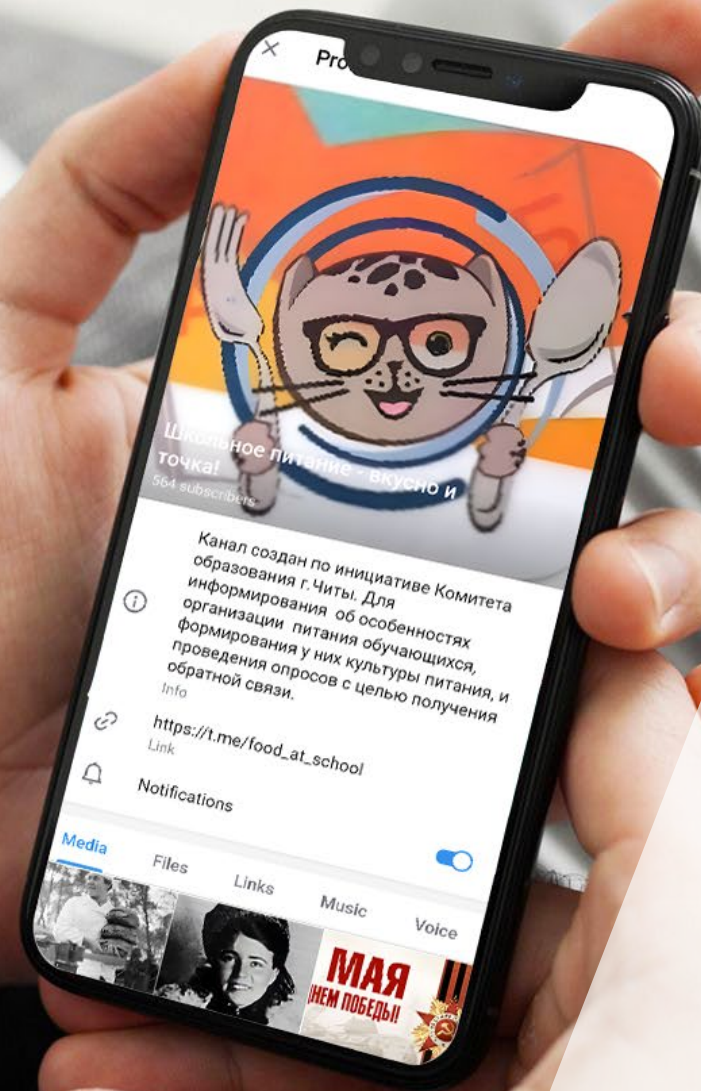 Школьное питание - вкусно и
точка!
564 subscribers
Канал создан по инициативе Комитета
образования г. Читы. Для
информирования об особенностях
организации питания обучающихся,
формирования у них культуры питания, и
проведения опросов с целью получения
обратной связи.
Info
https://t.me/food_at_school
Link
Notifications
Media Files Links Music Voice
МАЯ
ПОБЕДЫ!